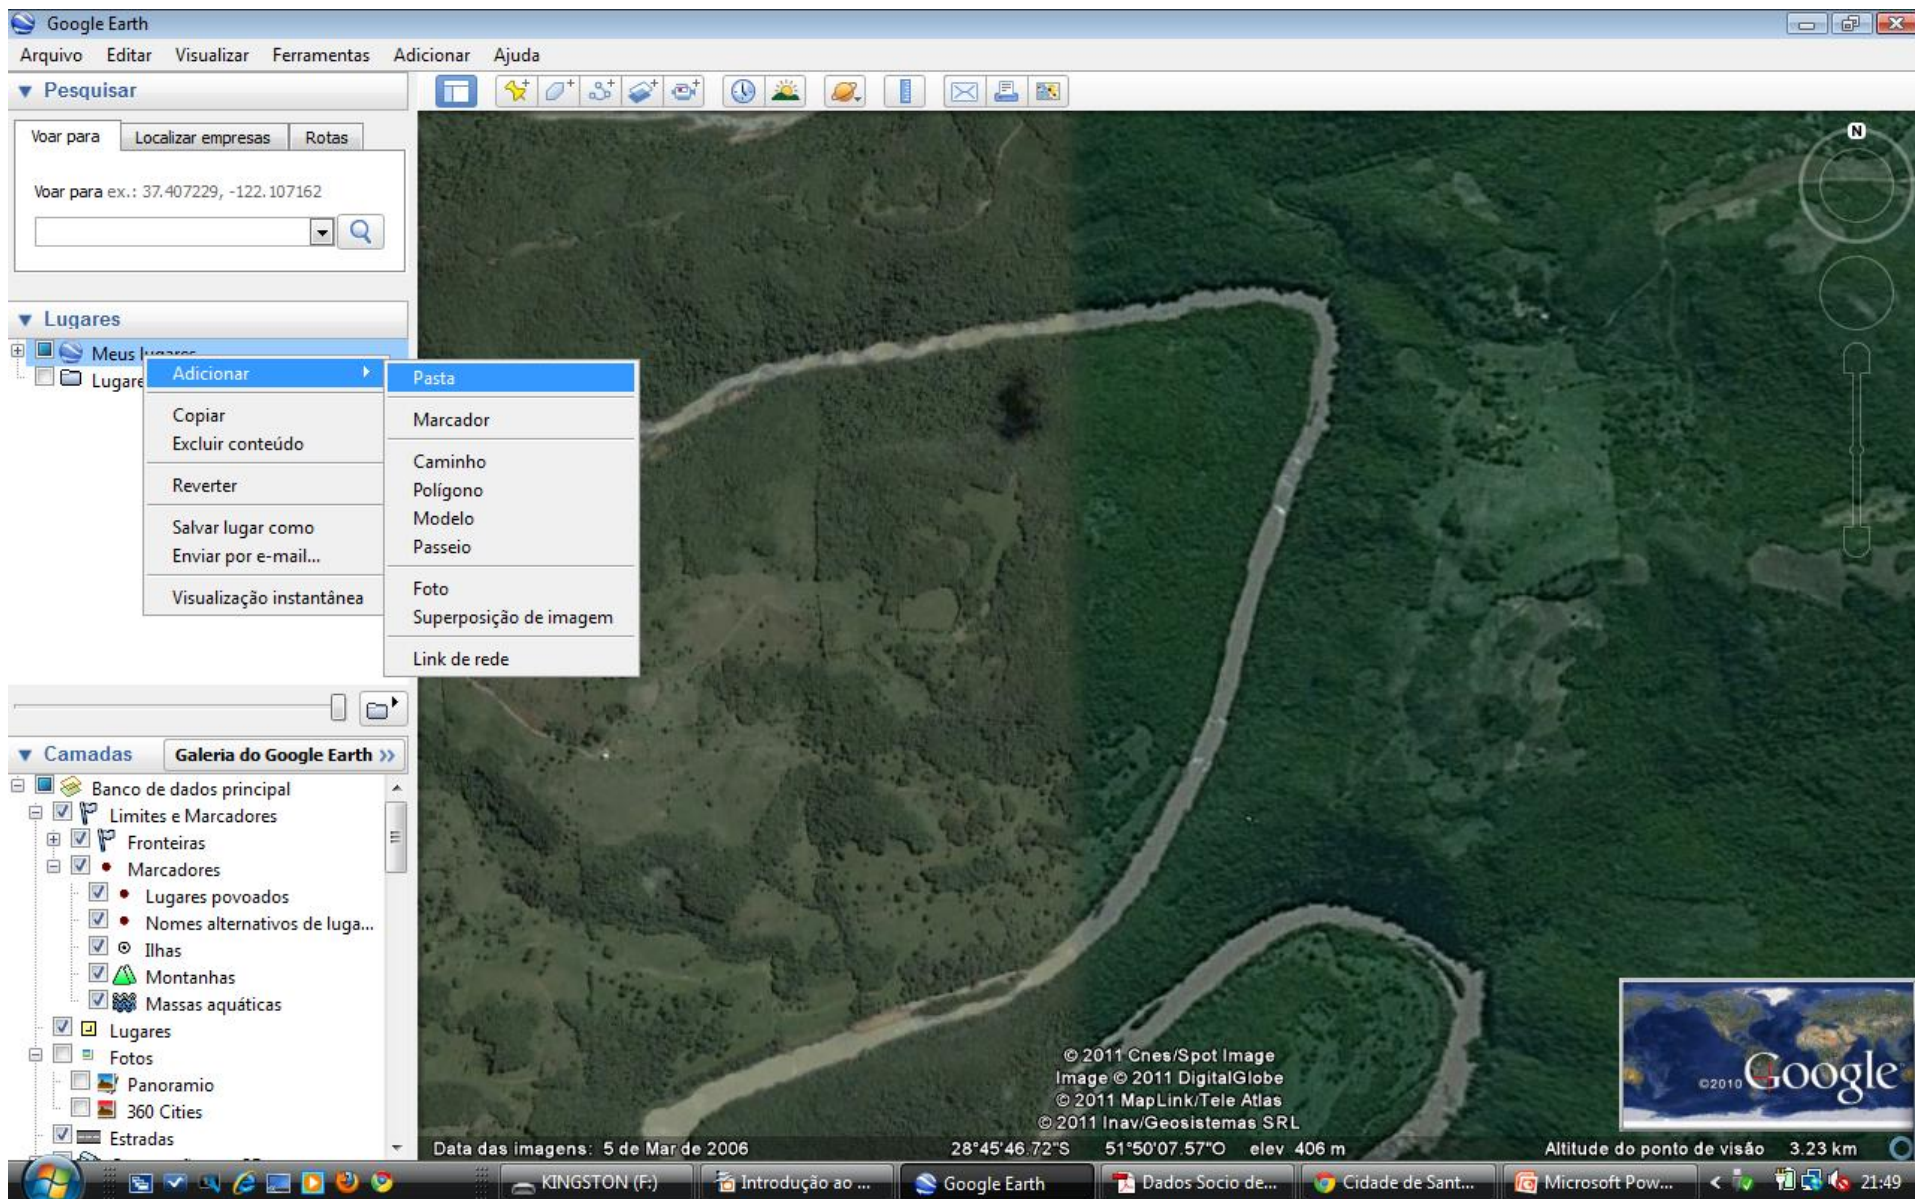 Google Earth
Arquivo Editar Visualizar Ferramentas Adicionar Ajuda
Pesquisar
Voar para Localizar empresas Rotas
Voar para ex.: 37.407229, -122.107162
N
Lugares
Meus lugares
Lugare
Adicionar
Copiar
Excluir conteúdo
Reverter
Salvar lugar como
Enviar por e-mail...
Visualização instantânea
Pasta
Marcador
Caminho
Polígono
Modelo
Passeio
Foto
Superposição de imagem
Link de rede
Camadas Galeria do Google Earth >>
Banco de dados principal
Limites e Marcadores
Fronteiras
Marcadores
Lugares povoados
Nomes alternativos de luga...
Ilhas
Montanhas
Massas aquáticas
Lugares
Fotos
Panoramio
360 Cities
Estradas
© 2011 Cnes/Spot Image
Image © 2011 DigitalGlobe
© 2011 MapLink/Tele Atlas
© 2011 Inav/Geosistemas SRL
©2010 Google
Data das imagens: 5 de Mar de 2006 28°45'46.72"S 51°50'07.57"O elev 406 m Altitude do ponto de visão 3.23 km
KINGSTON (F:) Introdução ao ... Google Earth Dados Socio de... Cidade de Sant... Microsoft Pow... 21:49